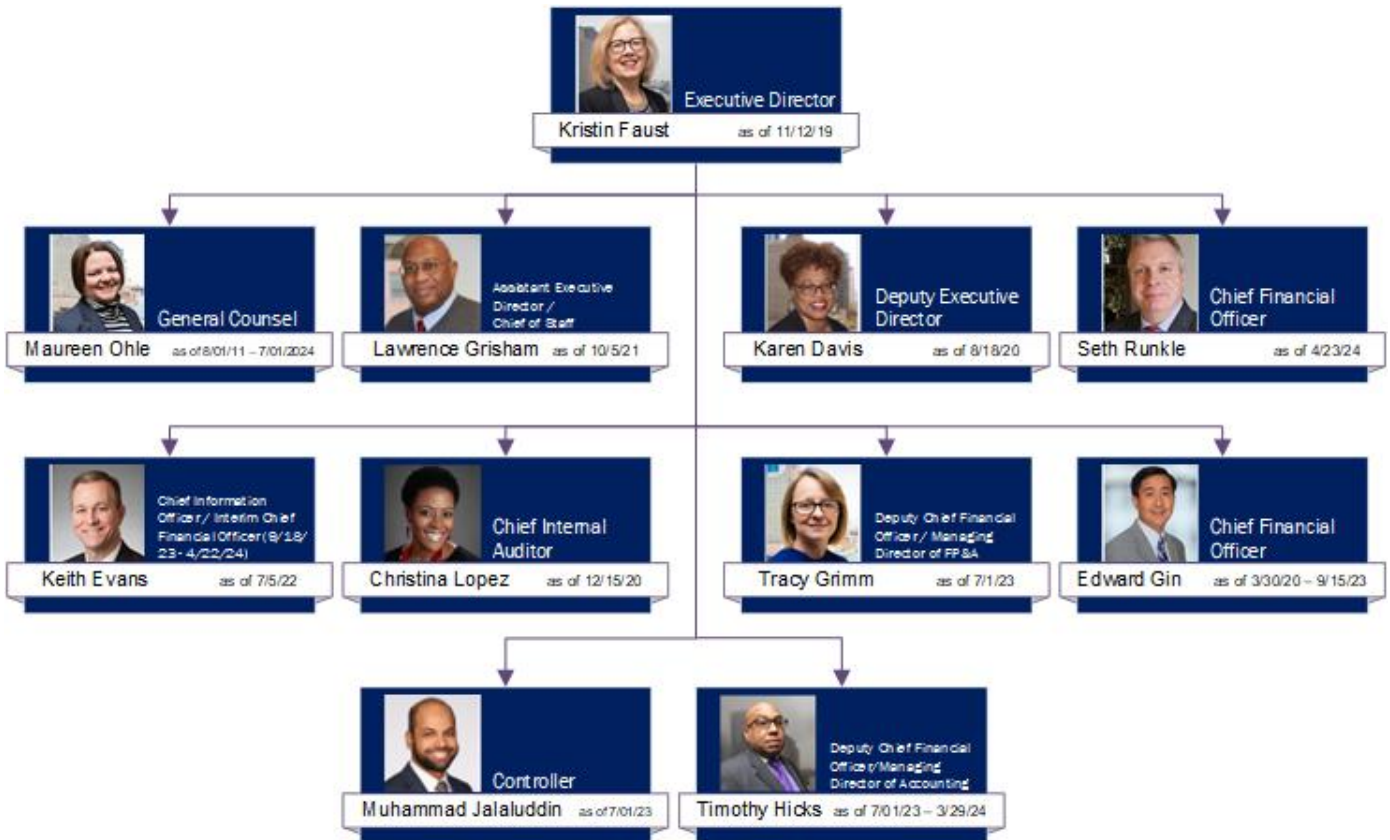 Executive Director
Kristin Faust as of 11/12/19
General Counsel
Maureen Ohle as of 8/01/11 – 7/01/2024
Assistant Executive
Director /
Chief of Staff
Lawrence Grisham as of 10/5/21
Deputy Executive
Director
Karen Davis as of 8/18/20
Chief Financial
Officer
Seth Runkle as of 4/23/24
Chief Information
Officer / Interim Chief
Financial Officer (9/18/
23 - 4/22/24)
Keith Evans as of 7/5/22
Chief Internal
Auditor
Christina Lopez as of 12/15/20
Deputy Chief Financial
Officer / Managing
Director of FP&A
Tracy Grimm as of 7/1/23
Chief Financial
Officer
Edward Gin as of 3/30/20 – 9/15/23
Controller
Muhammad Jalaluddin as of 7/01/23
Deputy Chief Financial
Officer/Managing
Director of Accounting
Timothy Hicks as of 7/01/23 – 3/29/24